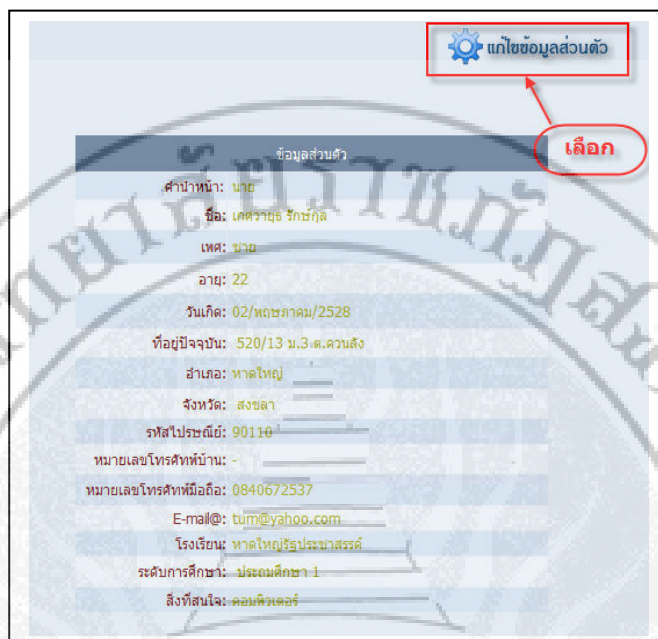 แก้ไขข้อมูลส่วนตัว
เลือก
ข้อมูลส่วนตัว
คำนำหน้า: นาย
ชื่อ: เกศวายุธ รักษ์กุล
เพศ: ชาย
อายุ: 22
วันเกิด: 02/พฤษภาคม/2528
ที่อยู่ปัจจุบัน: 520/13 ม.3 ต.ควนลัง
อำเภอ: หาดใหญ่
จังหวัด: สงขลา
รหัสไปรษณีย์: 90110
หมายเลขโทรศัทพ์บ้าน: -
หมายเลขโทรศัทพ์มือถือ: 0840672537
E-mail@: tum@yahoo.com
โรงเรียน: หาดใหญ่รัฐประชาสรรค์
ระดับการศึกษา: ประถมศึกษา 1
สิ่งที่สนใจ: คอมพิวเตอร์